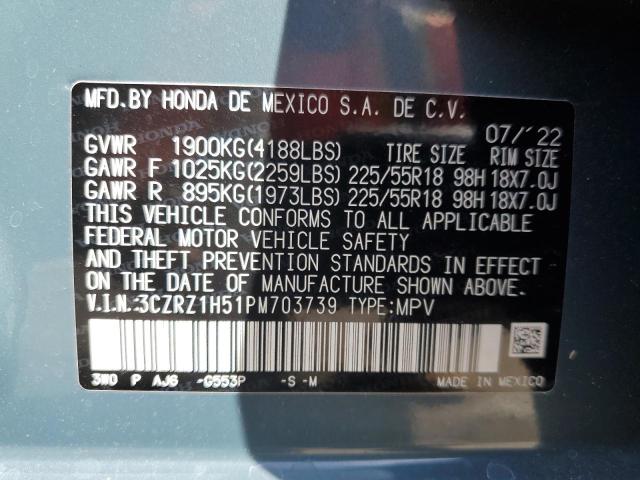 MFD.BY HONDA DE MEXICO S.A. DE C.V.
07/'22
GVWR 1900KG(4188LBS) TIRE SIZE RIM SIZE
GAWR F 1025KG(2259LBS) 225/55R18 98H 18X7.0J
GAWR R 895KG(1973LBS) 225/55R18 98H 18X7.0J
THIS VEHICLE CONFORMS TO ALL APPLICABLE
FEDERAL MOTOR VEHICLE SAFETY
AND THEFT PREVENTION STANDARDS IN EFFECT
ON THE DATE OF MANUFACTURE SHOWN ABOVE.
V.I.N.:3CZRZ1H51PM703739 TYPE:MPV
3W0 P AJ6 -G553P -S -M MADE IN MEXICO